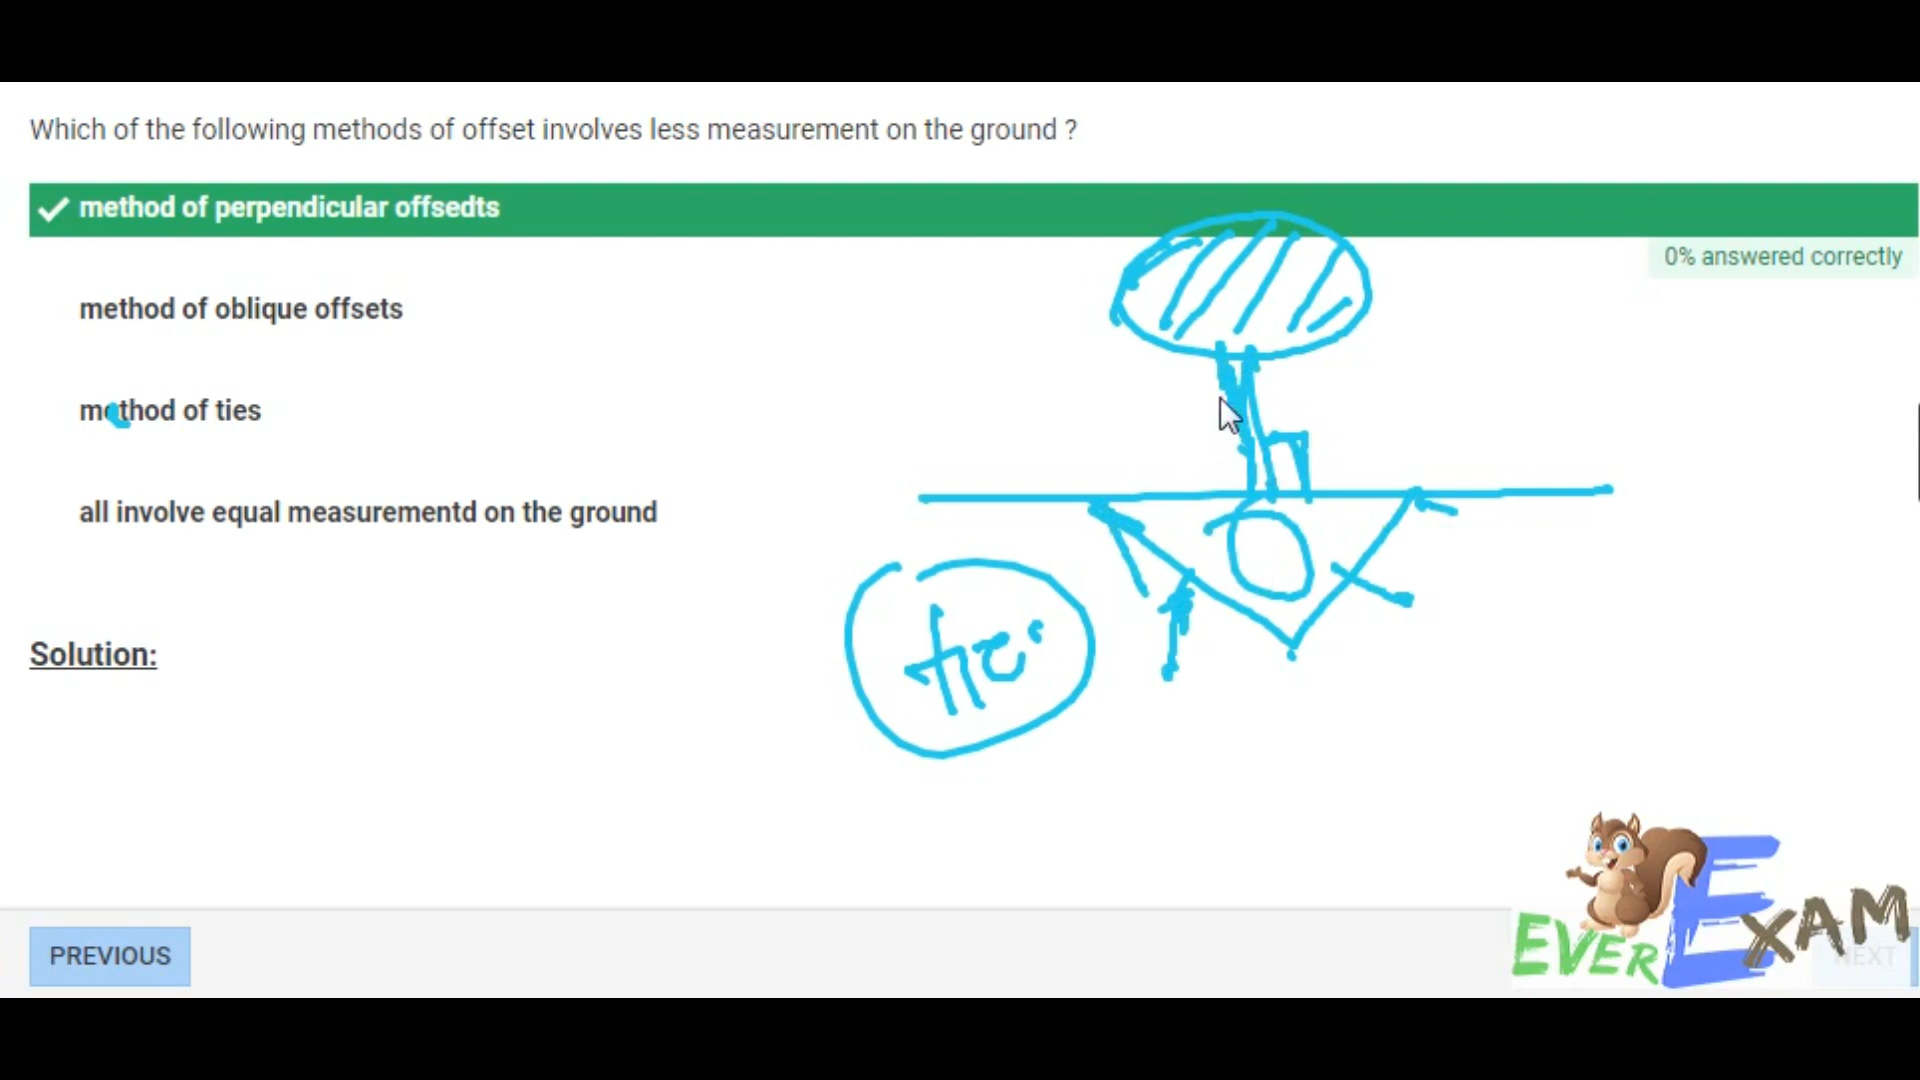 Which of the following methods of offset involves less measurement on the ground ?
method of perpendicular offsedts
0% answered correctly
method of oblique offsets
method of ties
all involve equal measurementd on the ground
Solution:
PREVIOUS
EVER EXAM
NEXT